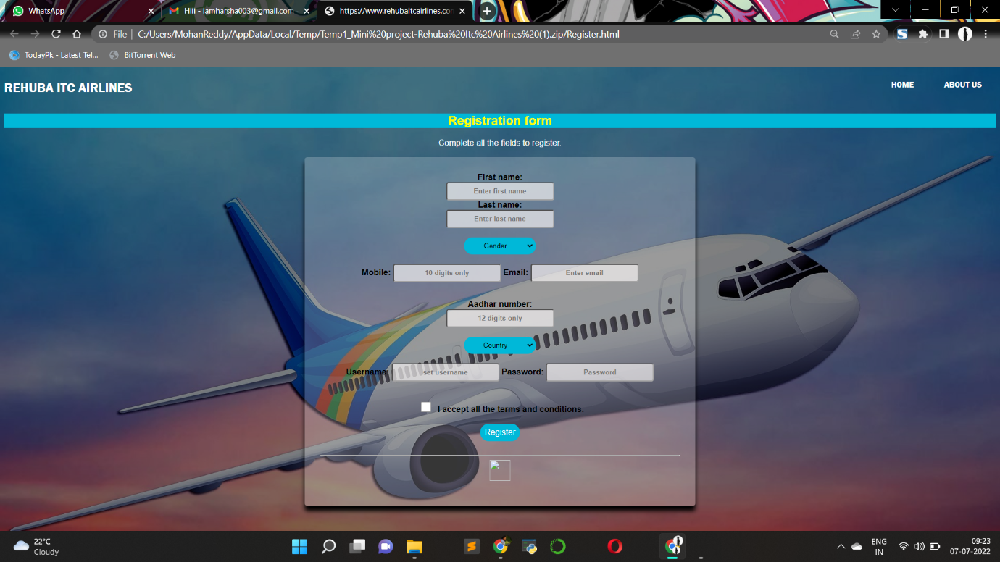 WhatsApp
Hiii - iamharsha003@gmail.com
https://www.rehubaitcairlines.con
File
C:/Users/MohanReddy/AppData/Local/Temp/Temp1_Mini%20project-Rehuba%20Itc%20Airlines%20(1).zip/Register.html
TodayPk - Latest Tel...
BitTorrent Web
REHUBA ITC AIRLINES
HOME
ABOUT US
Registration form
Complete all the fields to register.
First name:
Enter first name
Last name:
Enter last name
Gender
Mobile: 10 digits only Email: Enter email
Aadhar number:
12 digits only
Country
Username: set username Password: Password
I accept all the terms and conditions.
Register
22°C
Cloudy
ENG
IN
09:23
07-07-2022